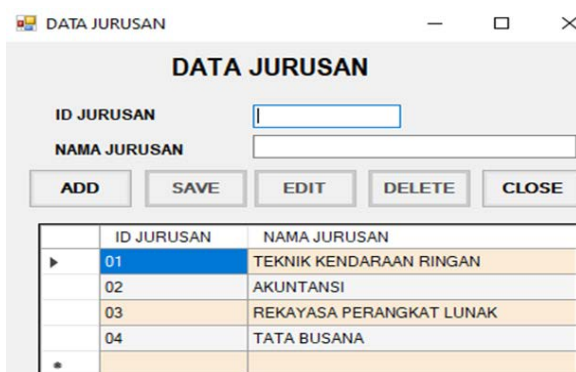 DATA JURUSAN
DATA JURUSAN
ID JURUSAN
NAMA JURUSAN
ADD SAVE EDIT DELETE CLOSE
ID JURUSAN NAMA JURUSAN
01 TEKNIK KENDARAAN RINGAN
02 AKUNTANSI
03 REKAYASA PERANGKAT LUNAK
04 TATA BUSANA